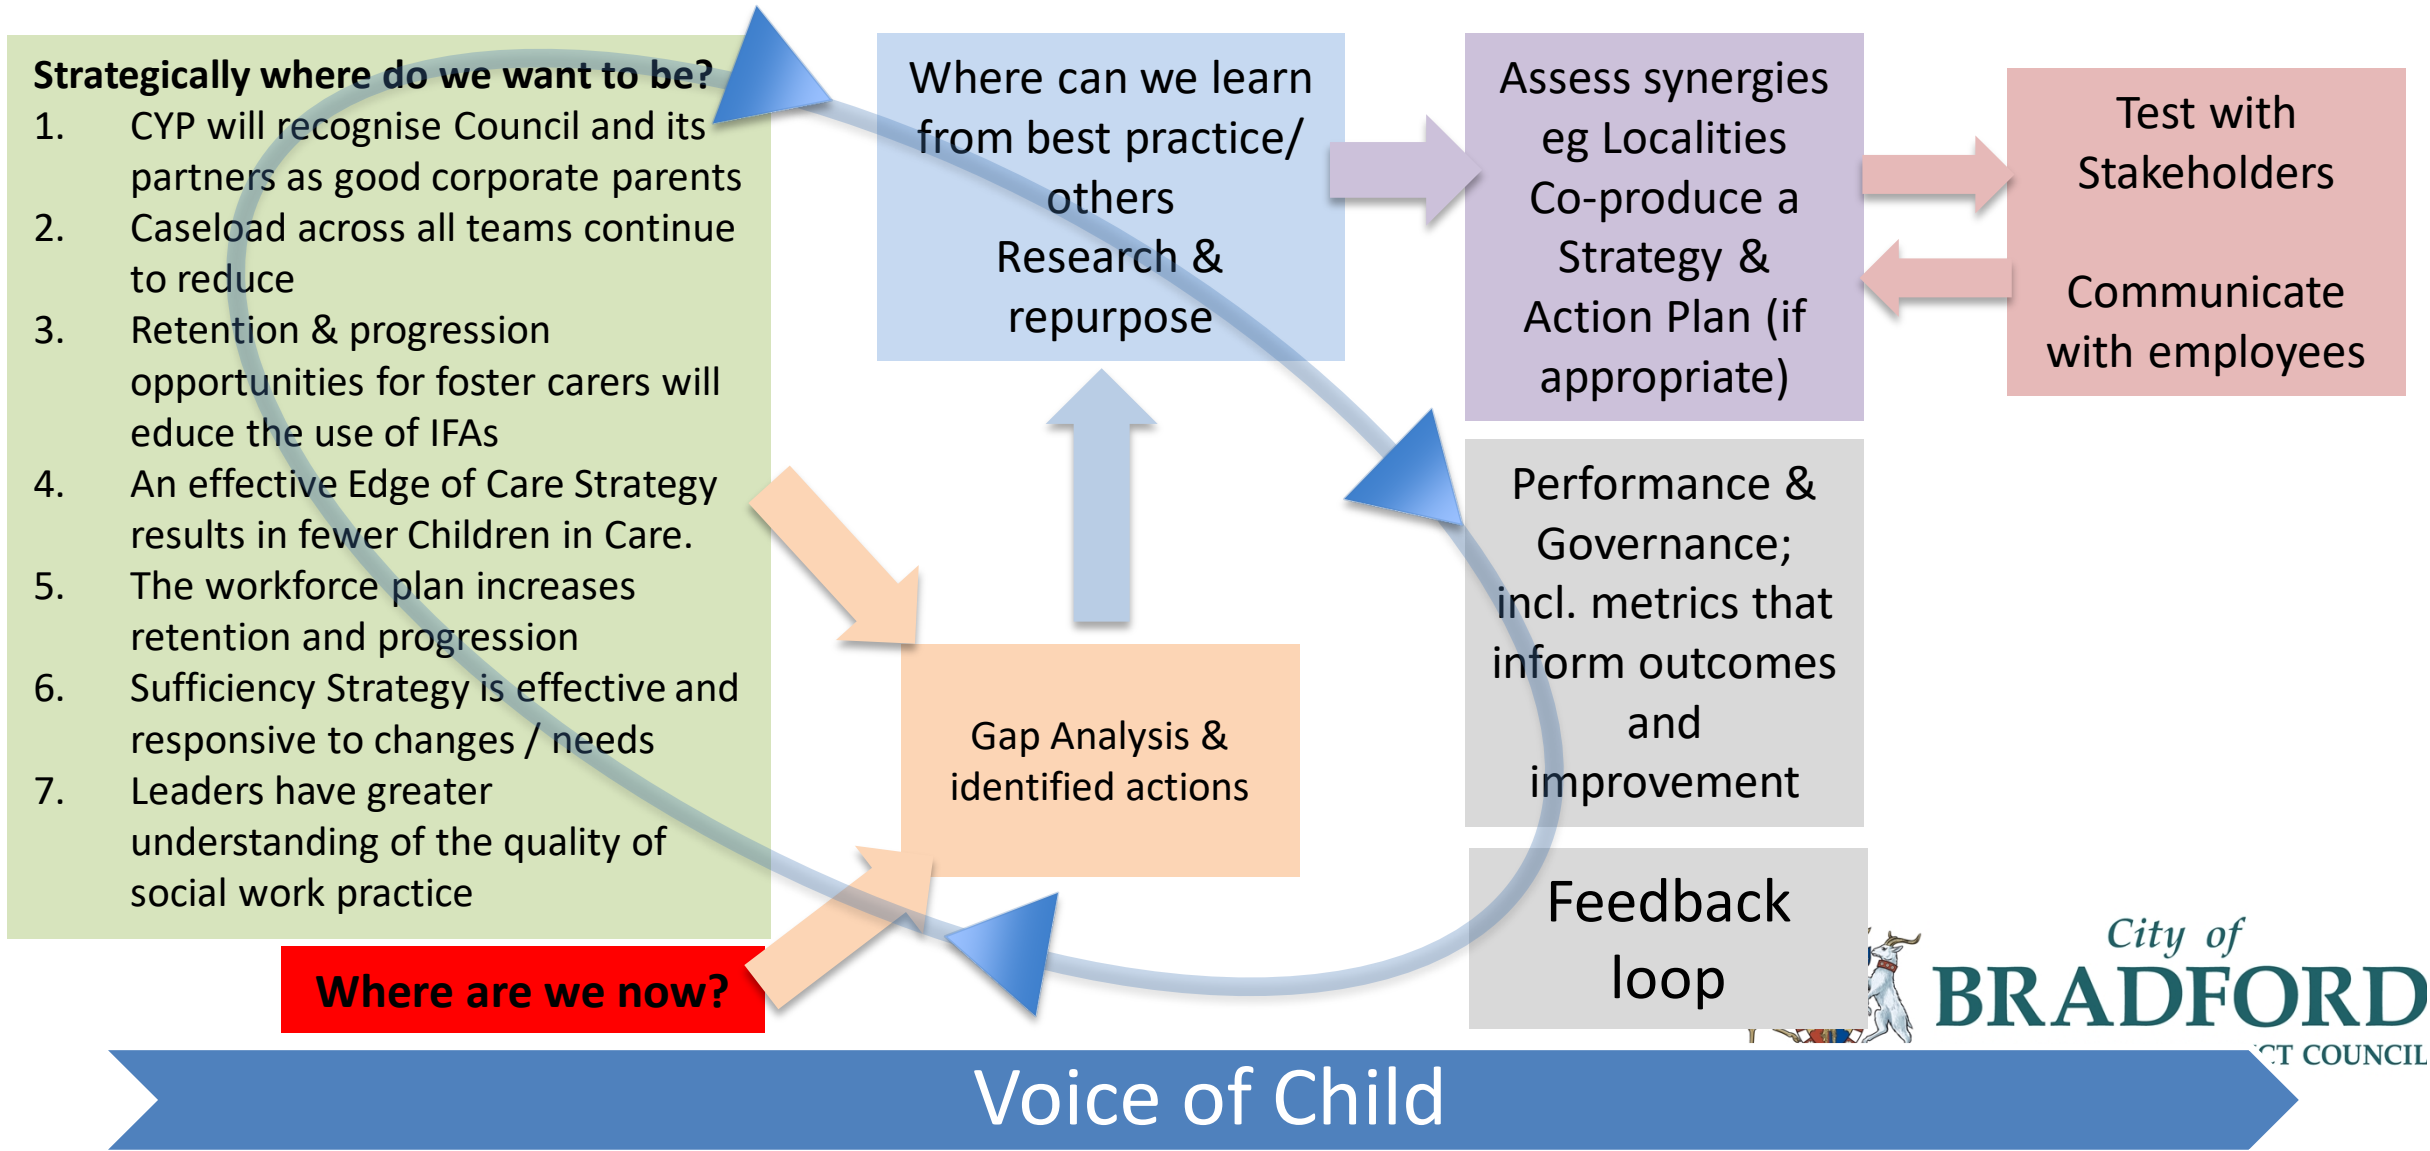 Strategically where do we want to be?
1. CYP will recognise Council and its
partners as good corporate parents
2. Caseload across all teams continue
to reduce
3. Retention & progression
opportunities for foster carers will
educe the use of IFAs
4. An effective Edge of Care Strategy
results in fewer Children in Care.
5. The workforce plan increases
retention and progression
6. Sufficiency Strategy is effective and
responsive to changes / needs
7. Leaders have greater
understanding of the quality of
social work practice
Where are we now?
Gap Analysis &
identified actions
Where can we learn
from best practice/
others
Research &
repurpose
Assess synergies
eg Localities
Co-produce a
Strategy &
Action Plan (if
appropriate)
Test with
Stakeholders
Communicate
with employees
Performance &
Governance;
incl. metrics that
inform outcomes
and
improvement
Feedback
loop
City of
BRADFORD
CT COUNCIL
Voice of Child